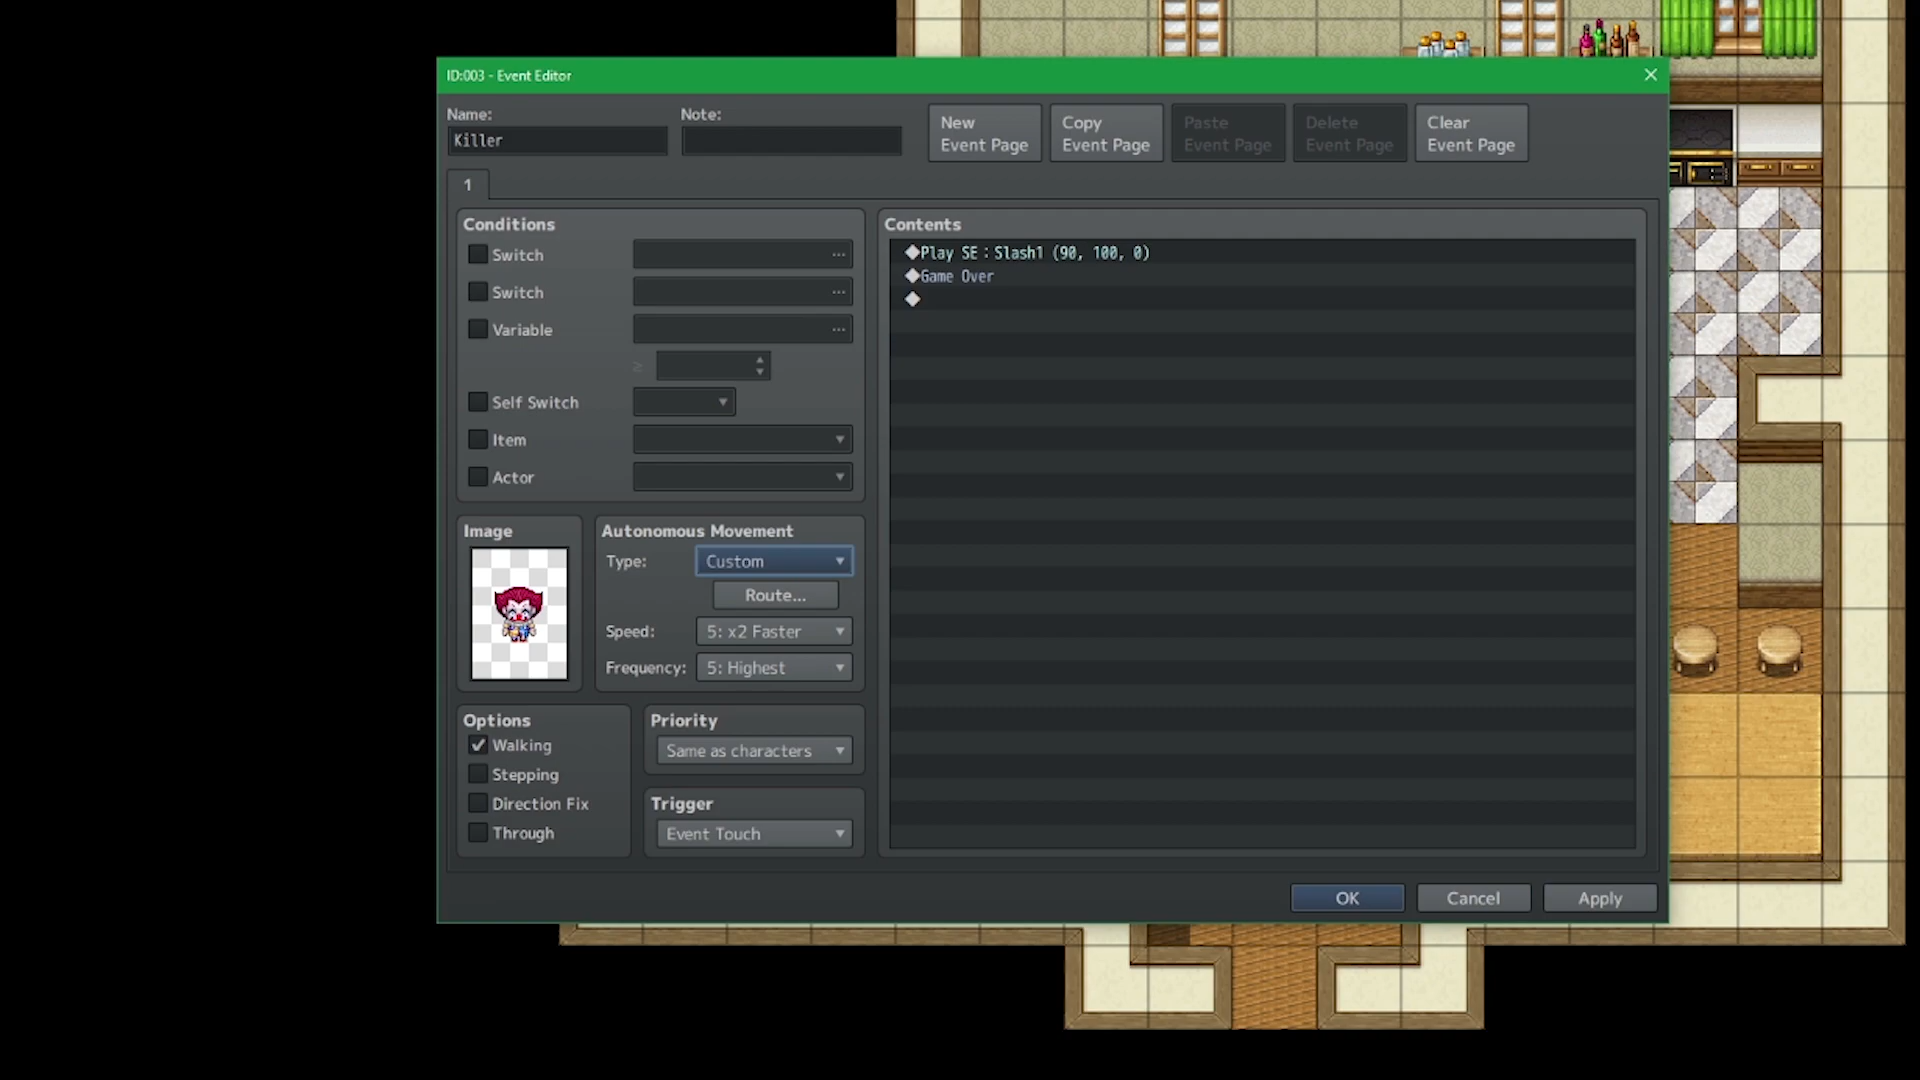 ID:003 - Event Editor
Name:
Note:
Killer
New Event Page
Copy Event Page
Paste Event Page
Delete Event Page
Clear Event Page
1
Conditions
Switch
...
Switch
...
Variable
...
≥
Self Switch
Item
Actor
Image
Autonomous Movement
Type:
Custom
Route...
Speed:
5: x2 Faster
Frequency:
5: Highest
Options
Walking
Stepping
Direction Fix
Through
Priority
Same as characters
Trigger
Event Touch
Contents
◆Play SE：Slash1 (90, 100, 0)
◆Game Over
◆
OK
Cancel
Apply